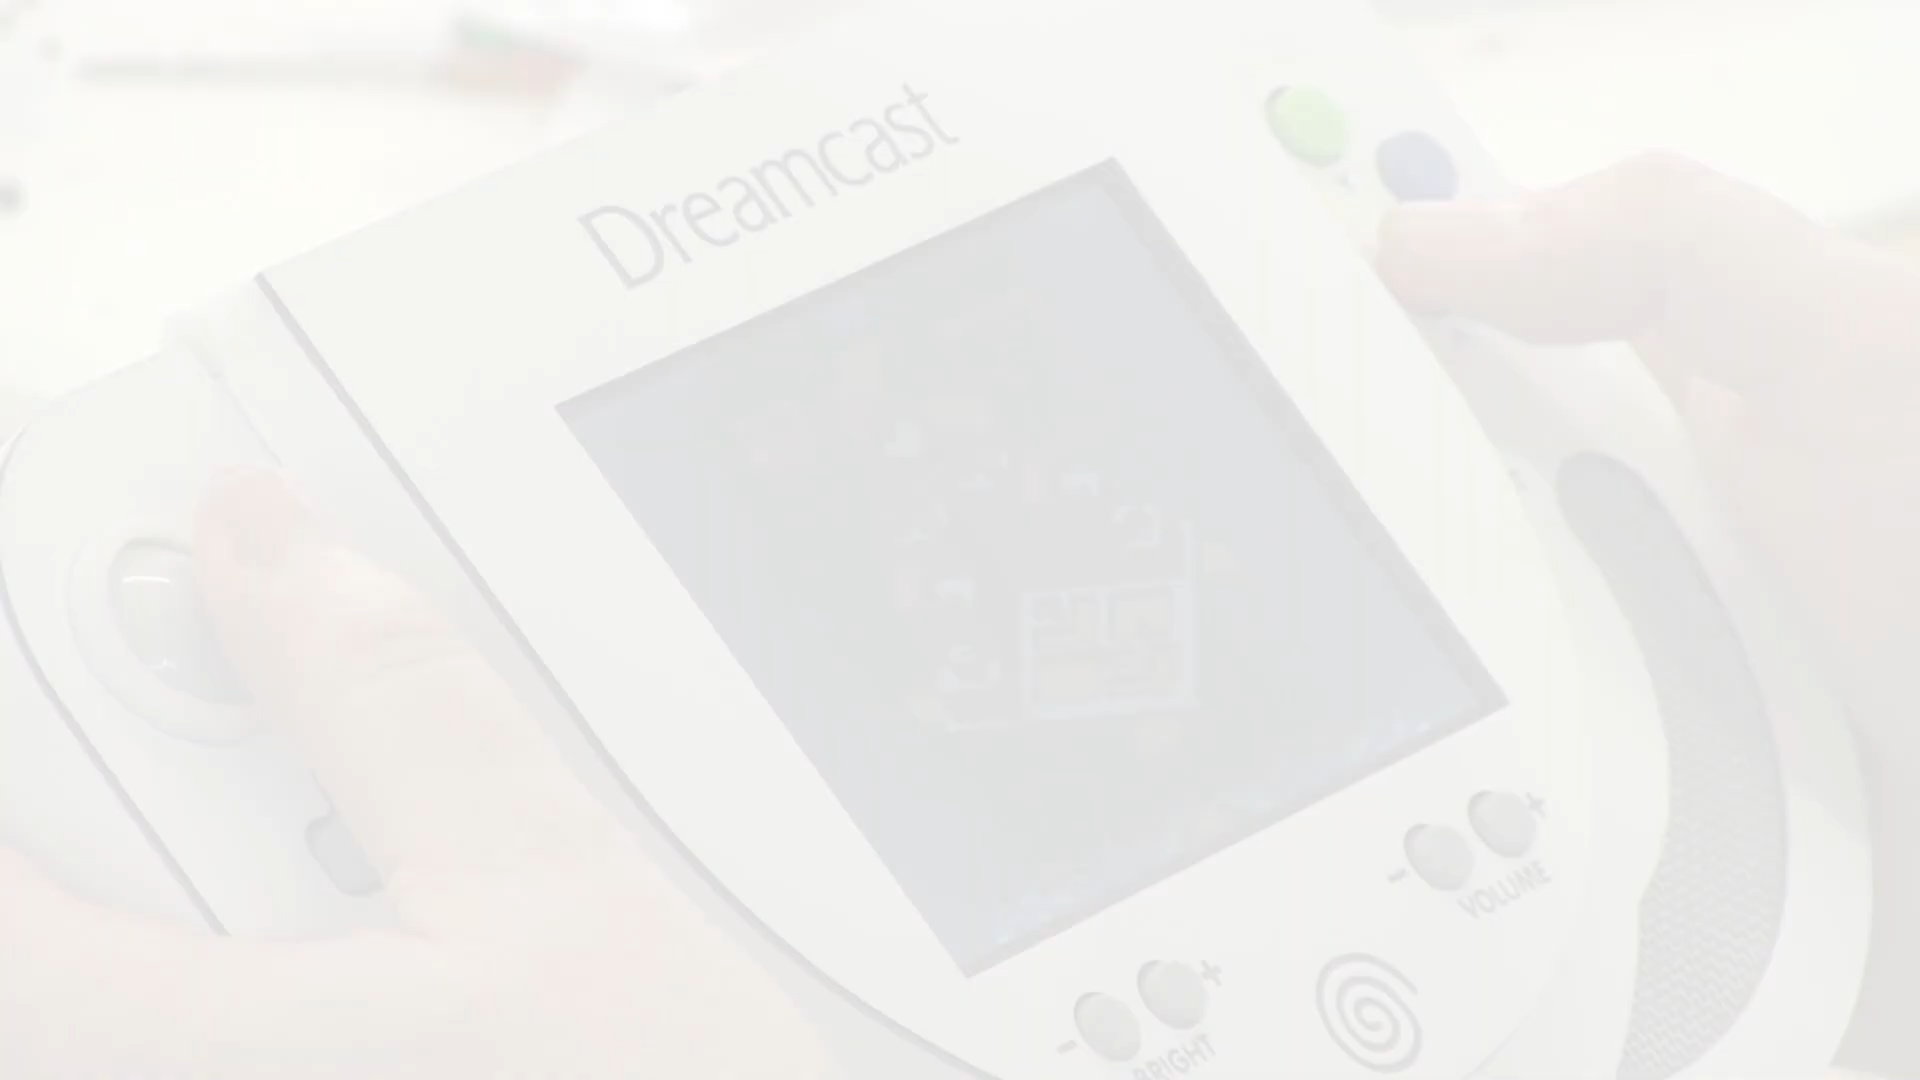 Dreamcast
- +
VOLUME
- +
BRIGHT